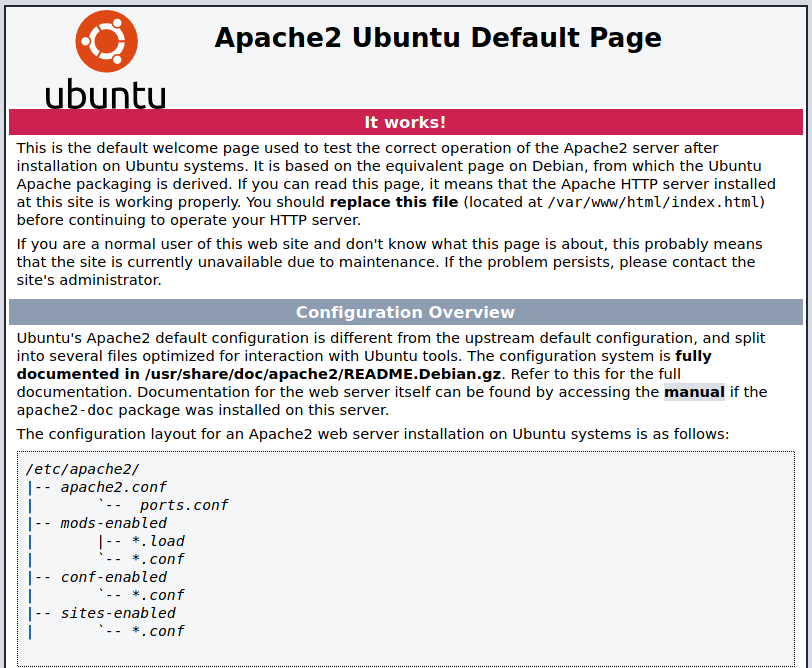 Apache2 Ubuntu Default Page
ubuntu
It works!
This is the default welcome page used to test the correct operation of the Apache2 server after
installation on Ubuntu systems. It is based on the equivalent page on Debian, from which the Ubuntu
Apache packaging is derived. If you can read this page, it means that the Apache HTTP server installed
at this site is working properly. You should replace this file (located at /var/www/html/index.html)
before continuing to operate your HTTP server.
If you are a normal user of this web site and don't know what this page is about, this probably means
that the site is currently unavailable due to maintenance. If the problem persists, please contact the
site's administrator.
Configuration Overview
Ubuntu's Apache2 default configuration is different from the upstream default configuration, and split
into several files optimized for interaction with Ubuntu tools. The configuration system is fully
documented in /usr/share/doc/apache2/README.Debian.gz. Refer to this for the full
documentation. Documentation for the web server itself can be found by accessing the manual if the
apache2-doc package was installed on this server.
The configuration layout for an Apache2 web server installation on Ubuntu systems is as follows:
/etc/apache2/
|-- apache2.conf
|       `--  ports.conf
|-- mods-enabled
|       |-- *.load
|       `-- *.conf
|-- conf-enabled
|       `-- *.conf
|-- sites-enabled
|       `-- *.conf